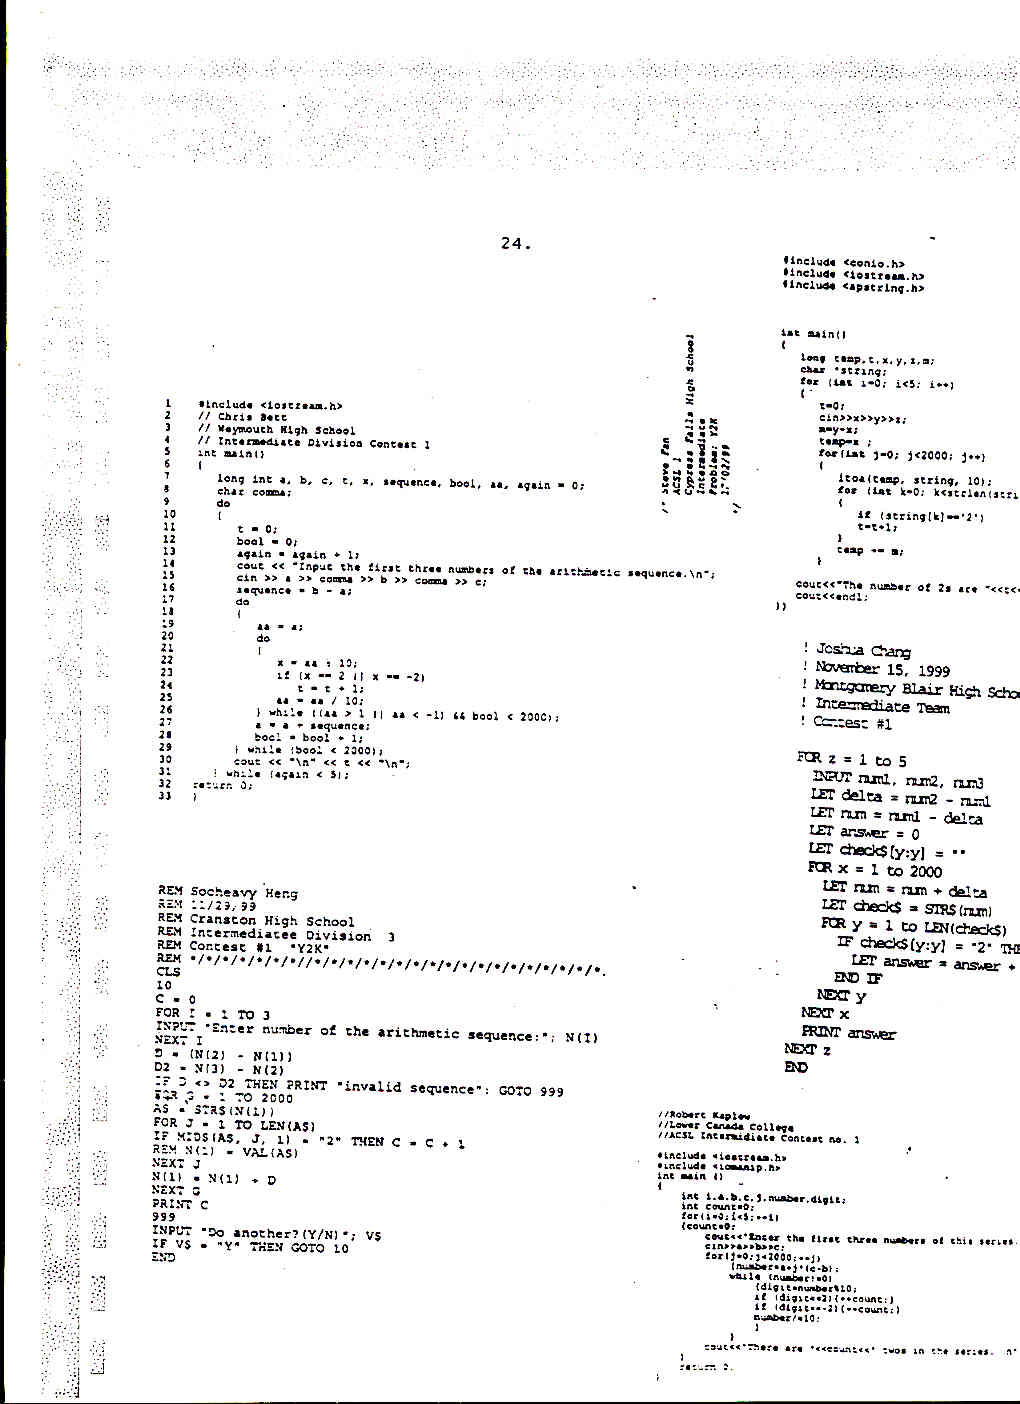 24.
1 #include <iostream.h>
2 // Chris Bett
3 // Weymouth High School
4 // Intermediate Division Contest 1
5 int main()
6 {
7 long int a, b, c, t, x, sequence, bool, aa, again = 0;
8 char comma;
9 do
10 {
11 t = 0;
12 bool = 0;
13 again = again + 1;
14 cout << "Input the first three numbers of the arithmetic sequence.\n";
15 cin >> a >> comma >> b >> comma >> c;
16 sequence = b - a;
17 do
18 {
19 aa = a;
20 do
21 {
22 x = aa % 10;
23 if (x == 2 || x == -2)
24 t = t + 1;
25 aa = aa / 10;
26 } while ((aa > 1 || aa < -1) && bool < 2000);
27 a = a + sequence;
28 bool = bool + 1;
29 } while (bool < 2000);
30 cout << "\n" << t << "\n";
31 } while (again < 5);
32 return 0;
33 }
REM Socheavy Heng
REM 11/29/99
REM Cranston High School
REM Intermediatee Division 3
REM Contest #1 "Y2K"
REM */*/*/*/*/*/*//*/*/*/*/*/*/*/*/*/*/*/*/*/*/*/*/*/*/*.
CLS
10
C = 0
FOR I = 1 TO 3
INPUT "Enter number of the arithmetic sequence:"; N(I)
NEXT I
D = (N(2) - N(1))
D2 = N(3) - N(2)
IF D <> D2 THEN PRINT "invalid sequence": GOTO 999
FOR G = 1 TO 2000
A$ = STR$(N(1))
FOR J = 1 TO LEN(A$)
IF MID$(A$, J, 1) = "2" THEN C = C + 1
REM N(1) = VAL(A$)
NEXT J
N(1) = N(1) + D
NEXT G
PRINT C
999
INPUT "Do another?(Y/N)"; V$
IF V$ = "Y" THEN GOTO 10
END
/* Steve Fan
ACSL 1
Cypress Falls High School
Intermediate
Problem: Y2K
*/
#include <conio.h>
#include <iostream.h>
#include <apstring.h>
int main()
{
long temp,t,x,y,z,m;
char *string;
for (int i=0; i<5; i++)
{
t=0;
cin>>x>>y>>z;
m=y-x;
temp=x ;
for(int j=0; j<2000; j++)
{
itoa(temp, string, 10);
for (int k=0; k<strlen(stri
{
if (string[k]=='2')
t=t+1;
}
temp += m;
}
cout<<"The number of 2s are "<<t<<
cout<<endl;
}}
! Joshua Chang
! November 15, 1999
! Montgomery Blair High Scho
! Intermediate Team
! Contest #1
FOR z = 1 to 5
INPUT num1, num2, num3
LET delta = num2 - num1
LET num = num1 - delta
LET answer = 0
LET check$[y:y] = ""
FOR x = 1 to 2000
LET num = num + delta
LET check$ = STR$(num)
FOR y = 1 to LEN(check$)
IF check$[y:y] = "2" THE
LET answer = answer +
END IF
NEXT y
NEXT x
PRINT answer
NEXT z
END
//Robert Kaplew
//Lower Canada College
//ACSL Intermidiate Contest no. 1
#include <iostream.h>
#include <iomanip.h>
int main ()
{
int i,a,b,c,j,number,digit;
int count=0;
for(i=0;i<5;++i)
{count=0;
cout<<"Enter the first three numbers of this series.
cin>>a>>b>>c;
for(j=0;j<2000;++j)
{number=a+j*(c-b);
while (number!=0)
{digit=number%10;
if (digit==2){++count;}
if (digit==-2){++count;}
number/=10;
}
}
cout<<"There are "<<count<<" twos in the series. \n"
}
return 0;
}